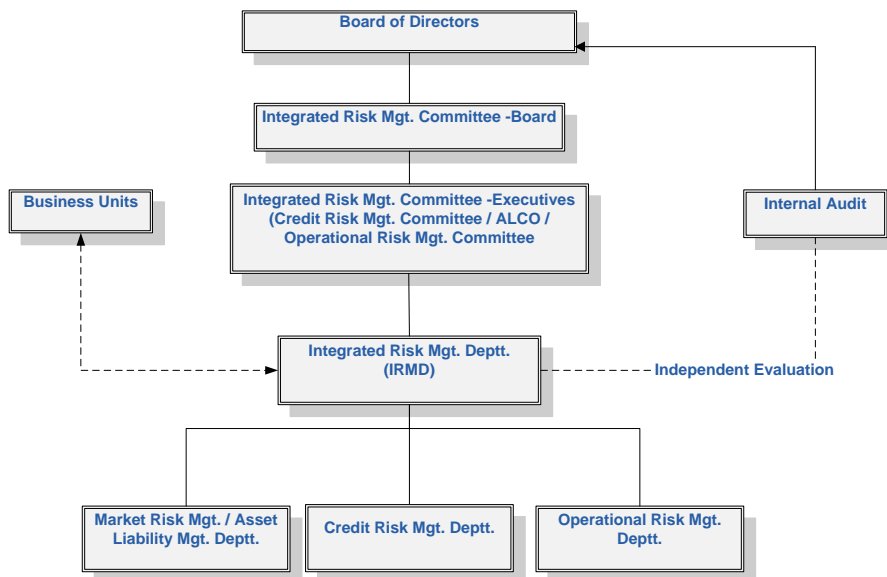 Board of Directors
Integrated Risk Mgt. Committee -Board
Integrated Risk Mgt. Committee -Executives
(Credit Risk Mgt. Committee / ALCO /
Operational Risk Mgt. Committee
Business Units
Internal Audit
Integrated Risk Mgt. Deptt.
(IRMD)
Independent Evaluation
Market Risk Mgt. / Asset
Liability Mgt. Deptt.
Credit Risk Mgt. Deptt.
Operational Risk Mgt.
Deptt.